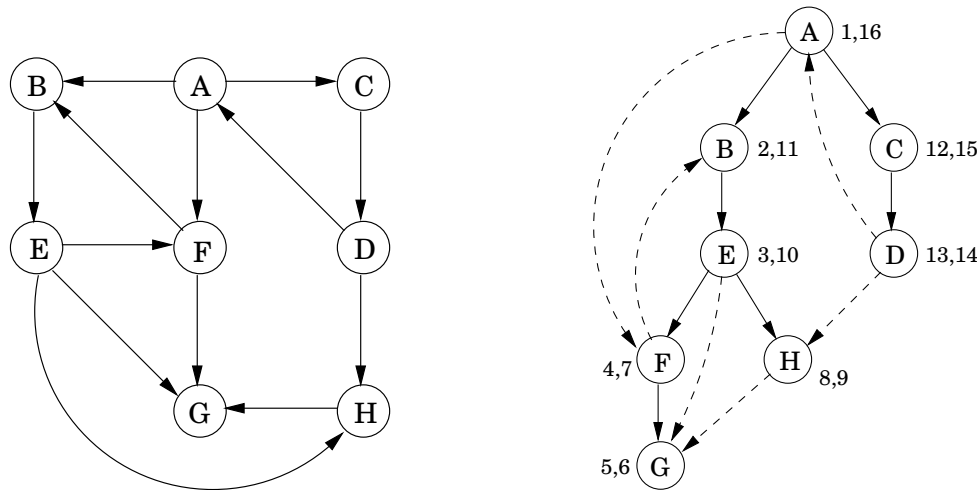 B A C
E F D
G H
A 1,16
B 2,11 C 12,15
E 3,10 D 13,14
4,7 F H 8,9
5,6 G